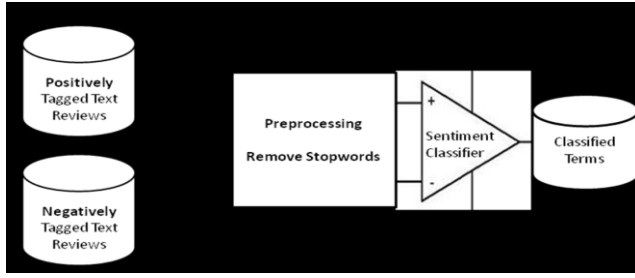 Positively
Tagged Text
Reviews
Negatively
Tagged Text
Reviews
Preprocessing
Remove Stopwords
+
Sentiment
Classifier
-
Classified
Terms